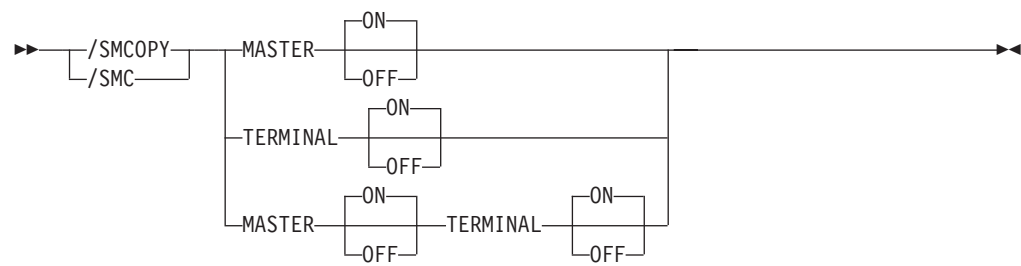 ON
/SMCOPY MASTER
/SMC OFF
ON
TERMINAL
OFF
ON ON
MASTER TERMINAL
OFF OFF